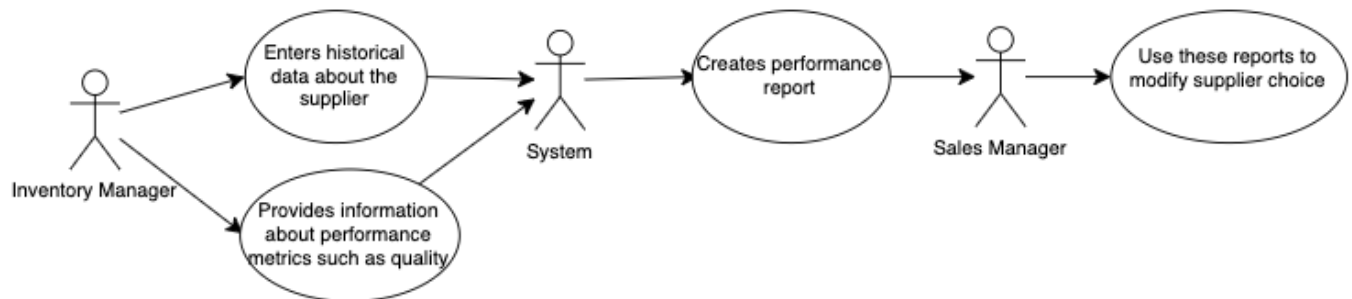 Enters historical
data about the
supplier
Inventory Manager
Provides information
about performance
metrics such as quality
System
Creates performance
report
Sales Manager
Use these reports to
modify supplier choice